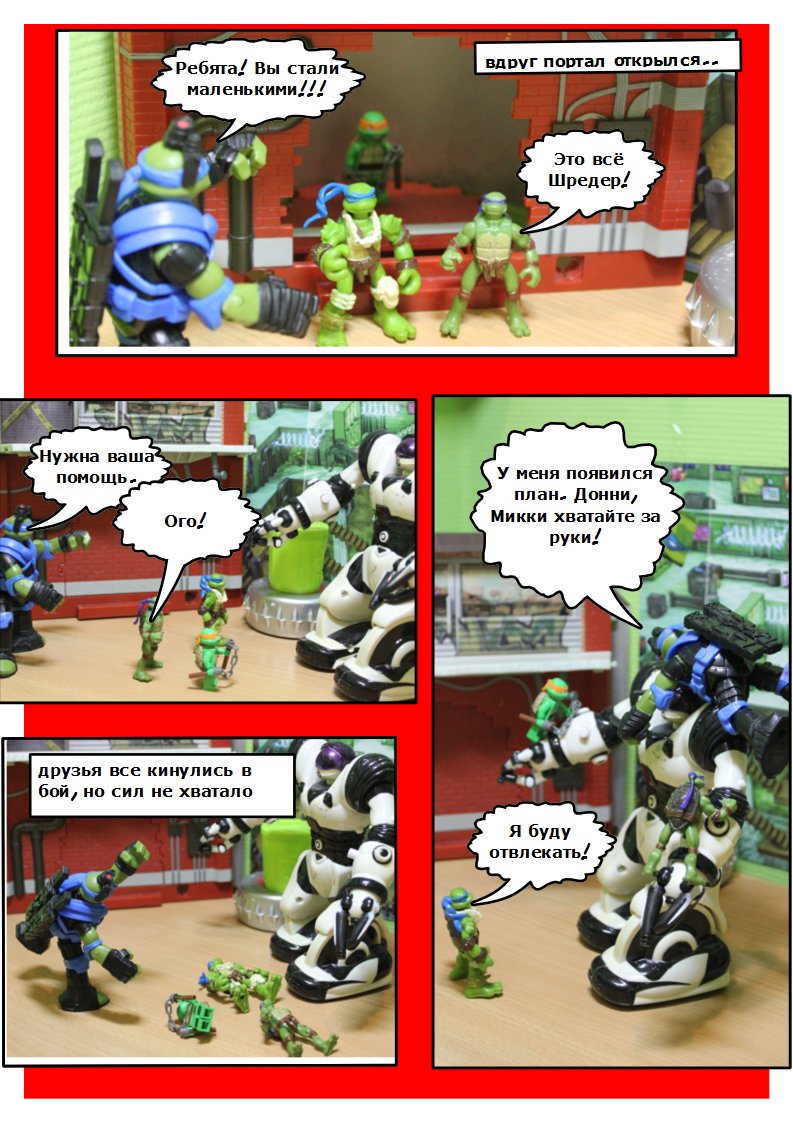 Ребята! Вы стали
маленькими!!!
вдруг портал открылся..
Это всё
Шредер!
Нужна ваша
помощь.
Ого!
друзья все кинулись в
бой, но сил не хватало
У меня появился
план. Донни,
Микки хватайте за
руки!
Я буду
отвлекать!